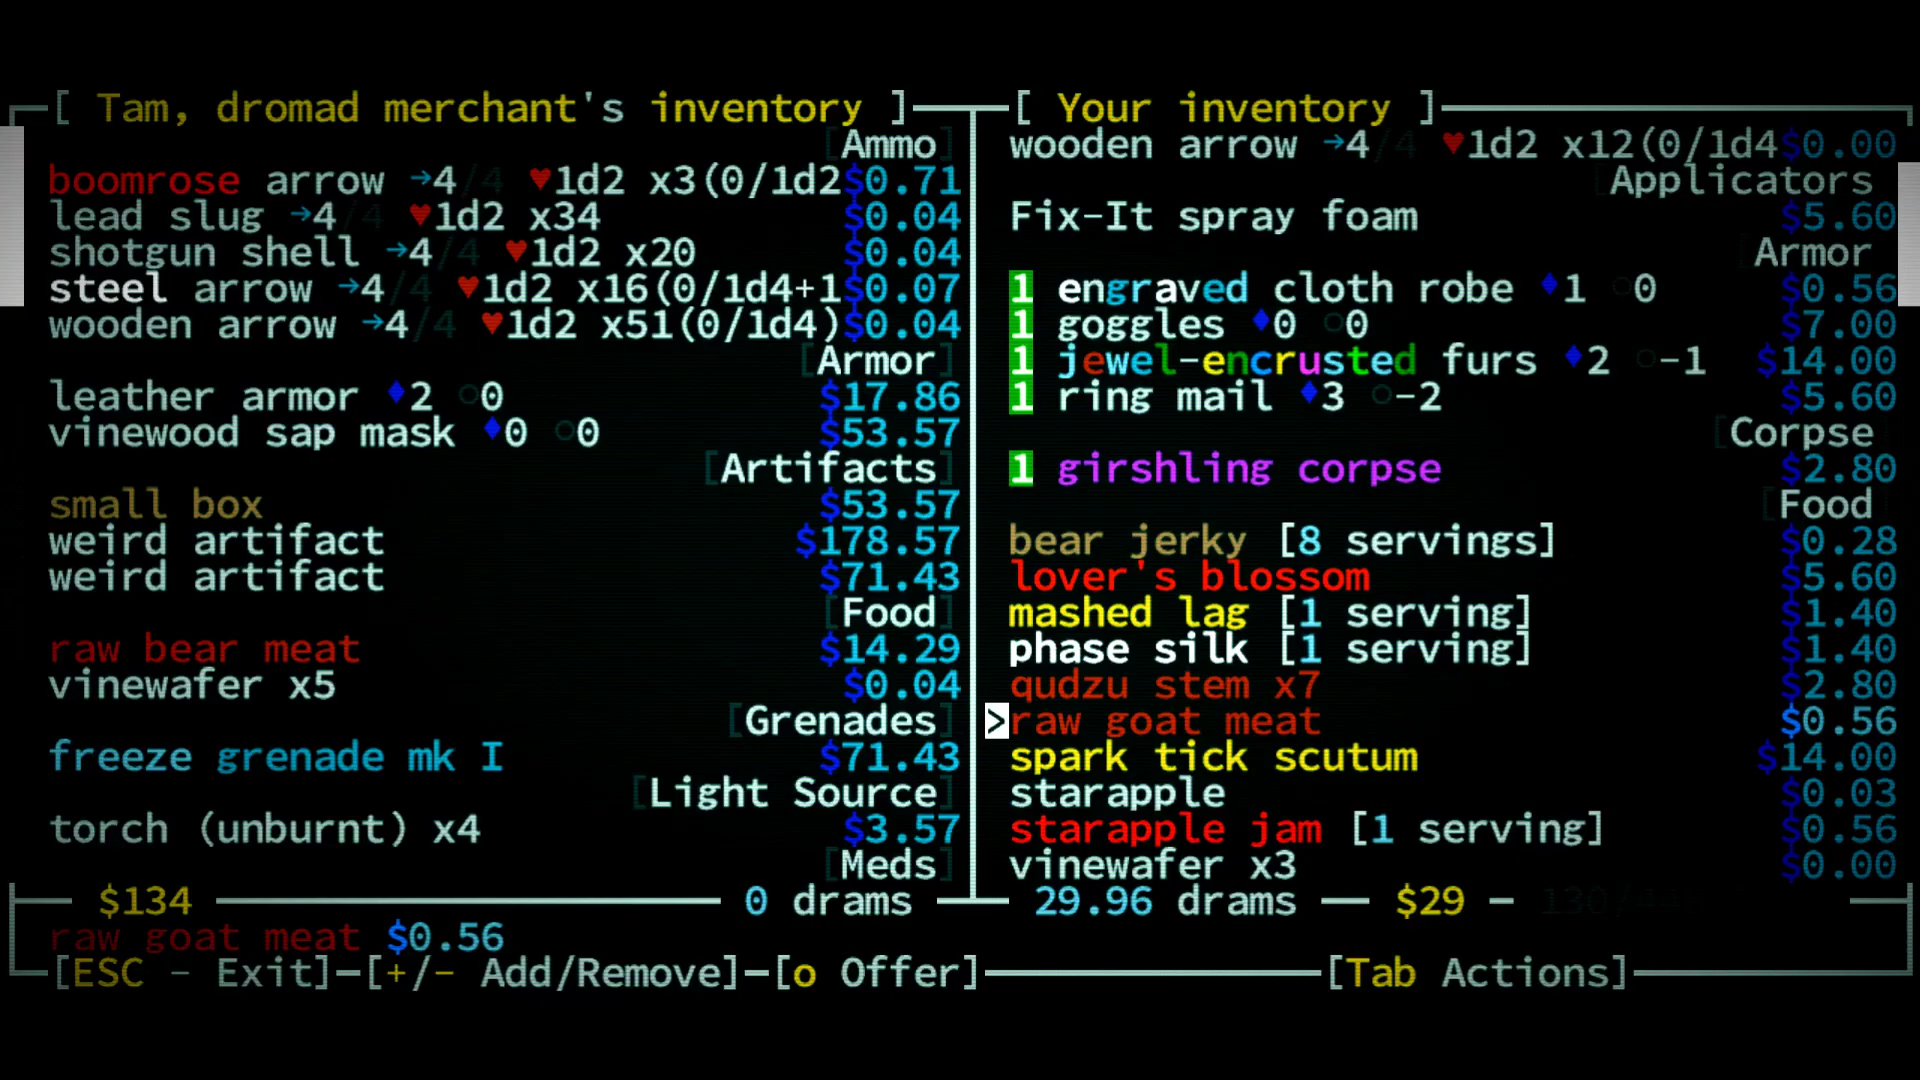 [ Tam, dromad merchant's inventory ]
[Ammo]
boomrose arrow →4/4 ♥1d2 x3(0/1d2 $0.71
lead slug →4/4 ♥1d2 x34 $0.04
shotgun shell →4/4 ♥1d2 x20 $0.04
steel arrow →4/4 ♥1d2 x16(0/1d4+1 $0.07
wooden arrow →4/4 ♥1d2 x51(0/1d4) $0.04
[Armor]
leather armor ♦2 ○0 $17.86
vinewood sap mask ♦0 ○0 $53.57
[Artifacts]
small box $53.57
weird artifact $178.57
weird artifact $71.43
[Food]
raw bear meat $14.29
vinewafer x5 $0.04
[Grenades]
freeze grenade mk I $71.43
[Light Source]
torch (unburnt) x4 $3.57
[Meds]
$134 0 drams
[ Your inventory ]
wooden arrow →4/4 ♥1d2 x12(0/1d4 $0.00
[Applicators
Fix-It spray foam $5.60
[Armor
1 engraved cloth robe ♦1 ○0 $0.56
1 goggles ♦0 ○0 $7.00
1 jewel-encrusted furs ♦2 ○-1 $14.00
1 ring mail ♦3 ○-2 $5.60
[Corpse
1 girshling corpse $2.80
[Food
bear jerky [8 servings] $0.28
lover's blossom $5.60
mashed lag [1 serving] $1.40
phase silk [1 serving] $1.40
qudzu stem x7 $2.80
>raw goat meat $0.56
spark tick scutum $14.00
starapple $0.03
starapple jam [1 serving] $0.56
vinewafer x3 $0.00
29.96 drams — $29
raw goat meat $0.56
[ESC - Exit]—[+/- Add/Remove]—[o Offer] [Tab Actions]